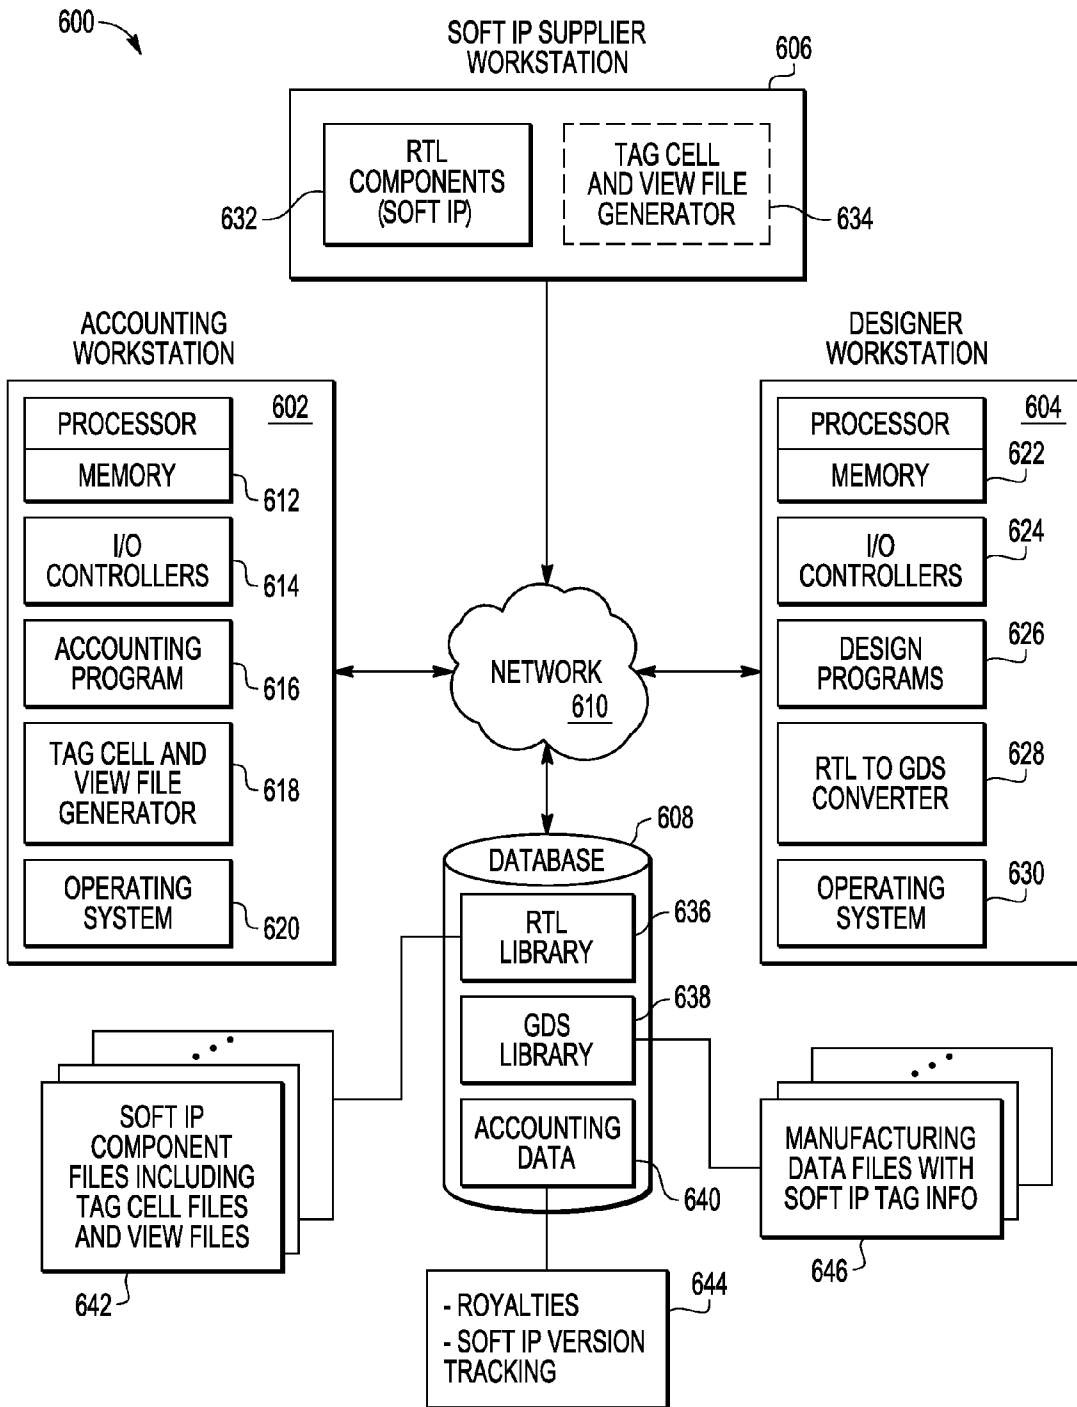 600
SOFT IP SUPPLIER
WORKSTATION
606
RTL
COMPONENTS
(SOFT IP)
632
TAG CELL
AND VIEW FILE
GENERATOR
634
ACCOUNTING
WORKSTATION
602
PROCESSOR
MEMORY
612
I/O
CONTROLLERS
614
ACCOUNTING
PROGRAM
616
TAG CELL AND
VIEW FILE
GENERATOR
618
OPERATING
SYSTEM
620
NETWORK
610
DESIGNER
WORKSTATION
604
PROCESSOR
MEMORY
622
I/O
CONTROLLERS
624
DESIGN
PROGRAMS
626
RTL TO GDS
CONVERTER
628
OPERATING
SYSTEM
630
608
DATABASE
RTL
LIBRARY
636
GDS
LIBRARY
638
ACCOUNTING
DATA
640
SOFT IP
COMPONENT
FILES INCLUDING
TAG CELL FILES
AND VIEW FILES
642
- ROYALTIES
- SOFT IP VERSION
TRACKING
644
MANUFACTURING
DATA FILES WITH
SOFT IP TAG INFO
646